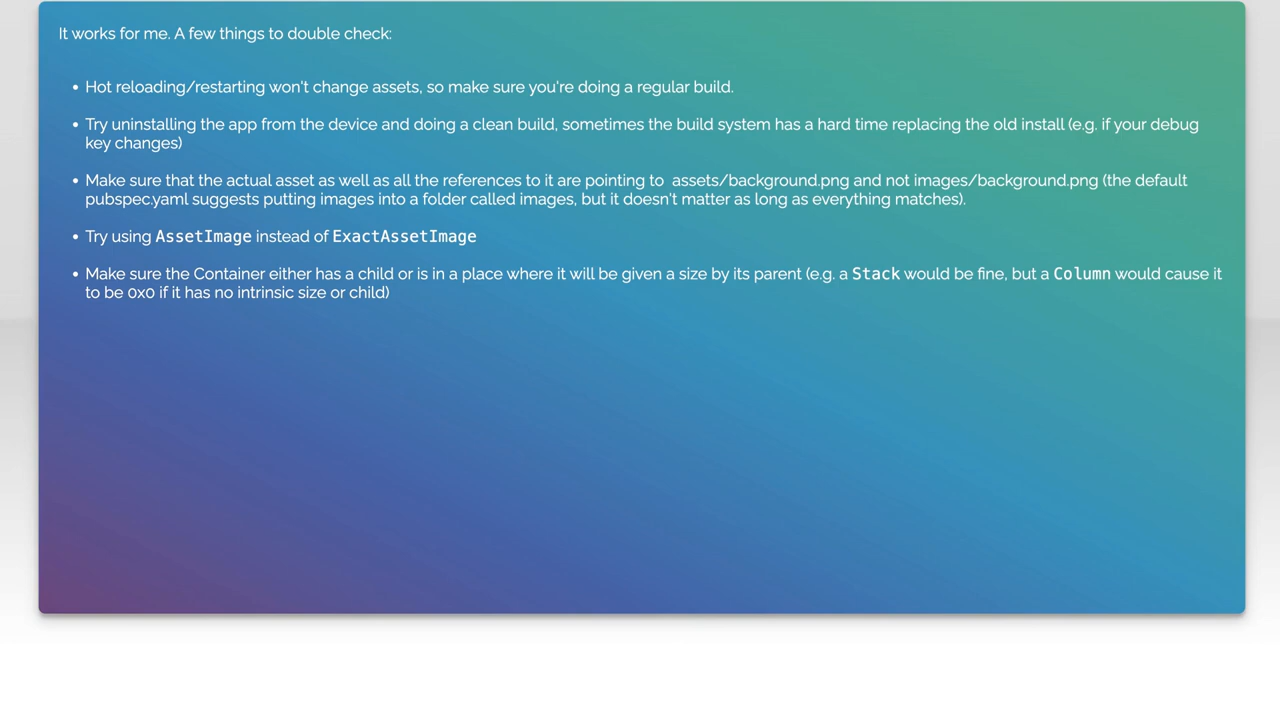 It works for me. A few things to double check:
• Hot reloading/restarting won't change assets, so make sure you're doing a regular build.
• Try uninstalling the app from the device and doing a clean build, sometimes the build system has a hard time replacing the old install (e.g. if your debug
key changes)
• Make sure that the actual asset as well as all the references to it are pointing to  assets/background.png and not images/background.png (the default
pubspec.yaml suggests putting images into a folder called images, but it doesn't matter as long as everything matches).
• Try using AssetImage instead of ExactAssetImage
• Make sure the Container either has a child or is in a place where it will be given a size by its parent (e.g. a Stack would be fine, but a Column would cause it
to be 0x0 if it has no intrinsic size or child)